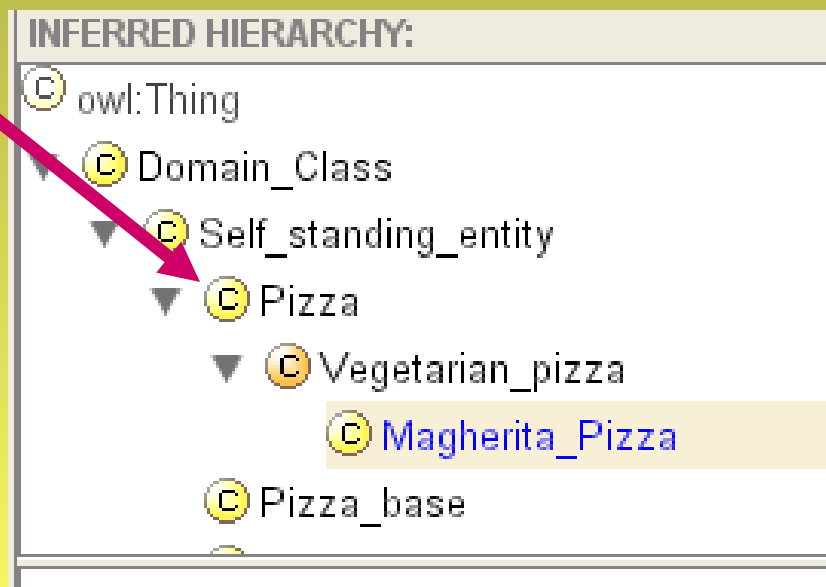 INFERRED HIERARCHY:
C owl:Thing
C Domain_Class
C Self_standing_entity
C Pizza
C Vegetarian_pizza
C Magherita_Pizza
C Pizza_base